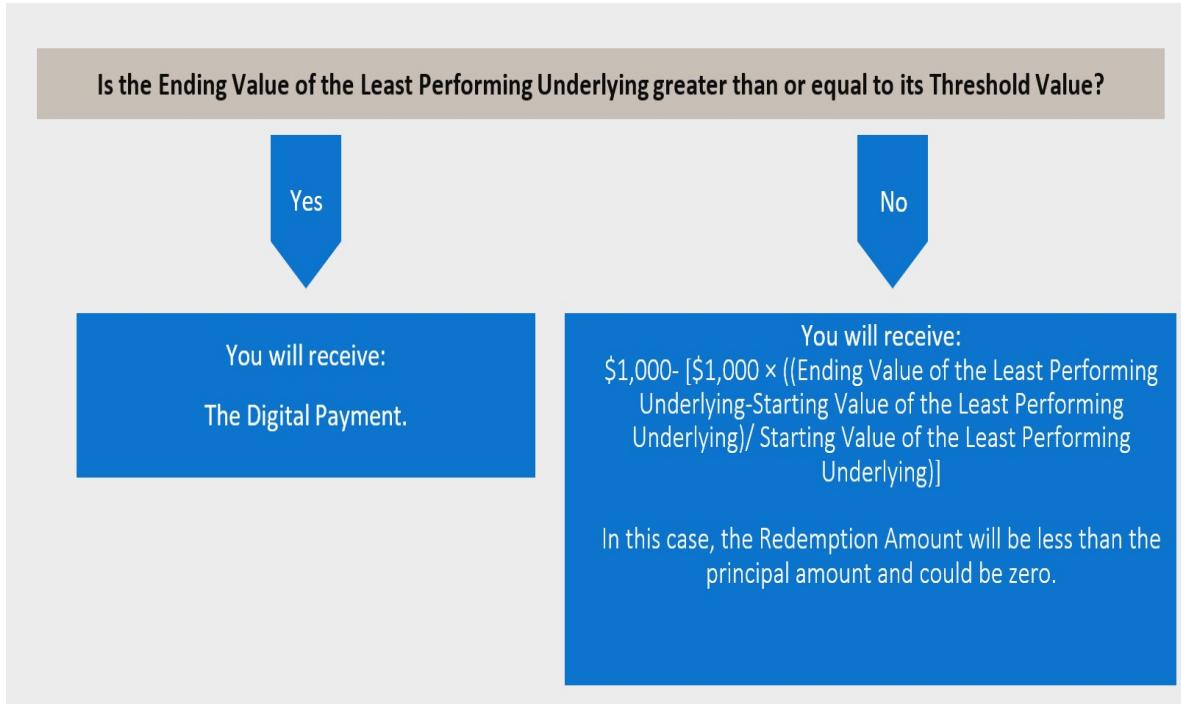 Is the Ending Value of the Least Performing Underlying greater than or equal to its Threshold Value?
Yes
No
You will receive:
The Digital Payment.
You will receive:
$1,000- [$1,000 × ((Ending Value of the Least Performing
Underlying-Starting Value of the Least Performing
Underlying)/ Starting Value of the Least Performing
Underlying)]
In this case, the Redemption Amount will be less than the
principal amount and could be zero.